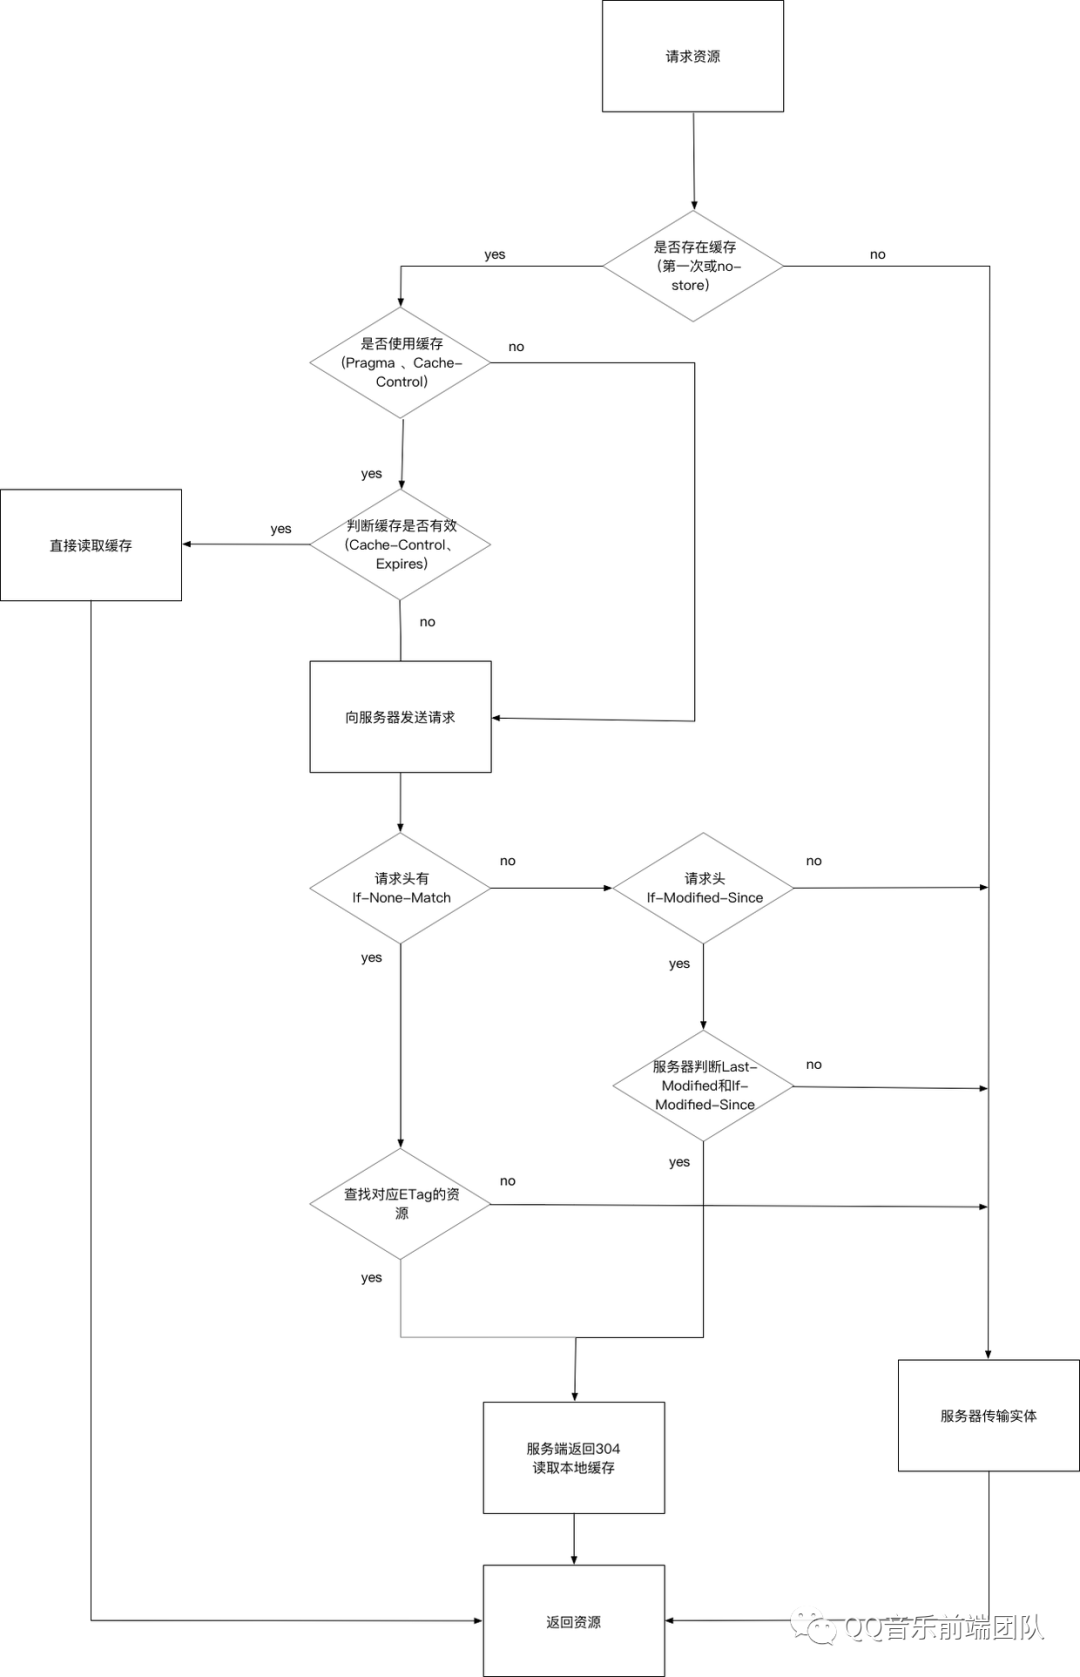 请求资源
是否存在缓存
（第一次或no-
store）
yes
no
是否使用缓存
（Pragma 、Cache-
Control）
no
yes
判断缓存是否有效
（Cache-Control、
Expires）
yes
直接读取缓存
no
向服务器发送请求
请求头有
If-None-Match
no
请求头
If-Modified-Since
no
yes
yes
服务器判断Last-
Modified和If-
Modified-Since
no
yes
查找对应ETag的资
源
no
yes
服务器传输实体
服务端返回304
读取本地缓存
返回资源
QQ音乐前端团队